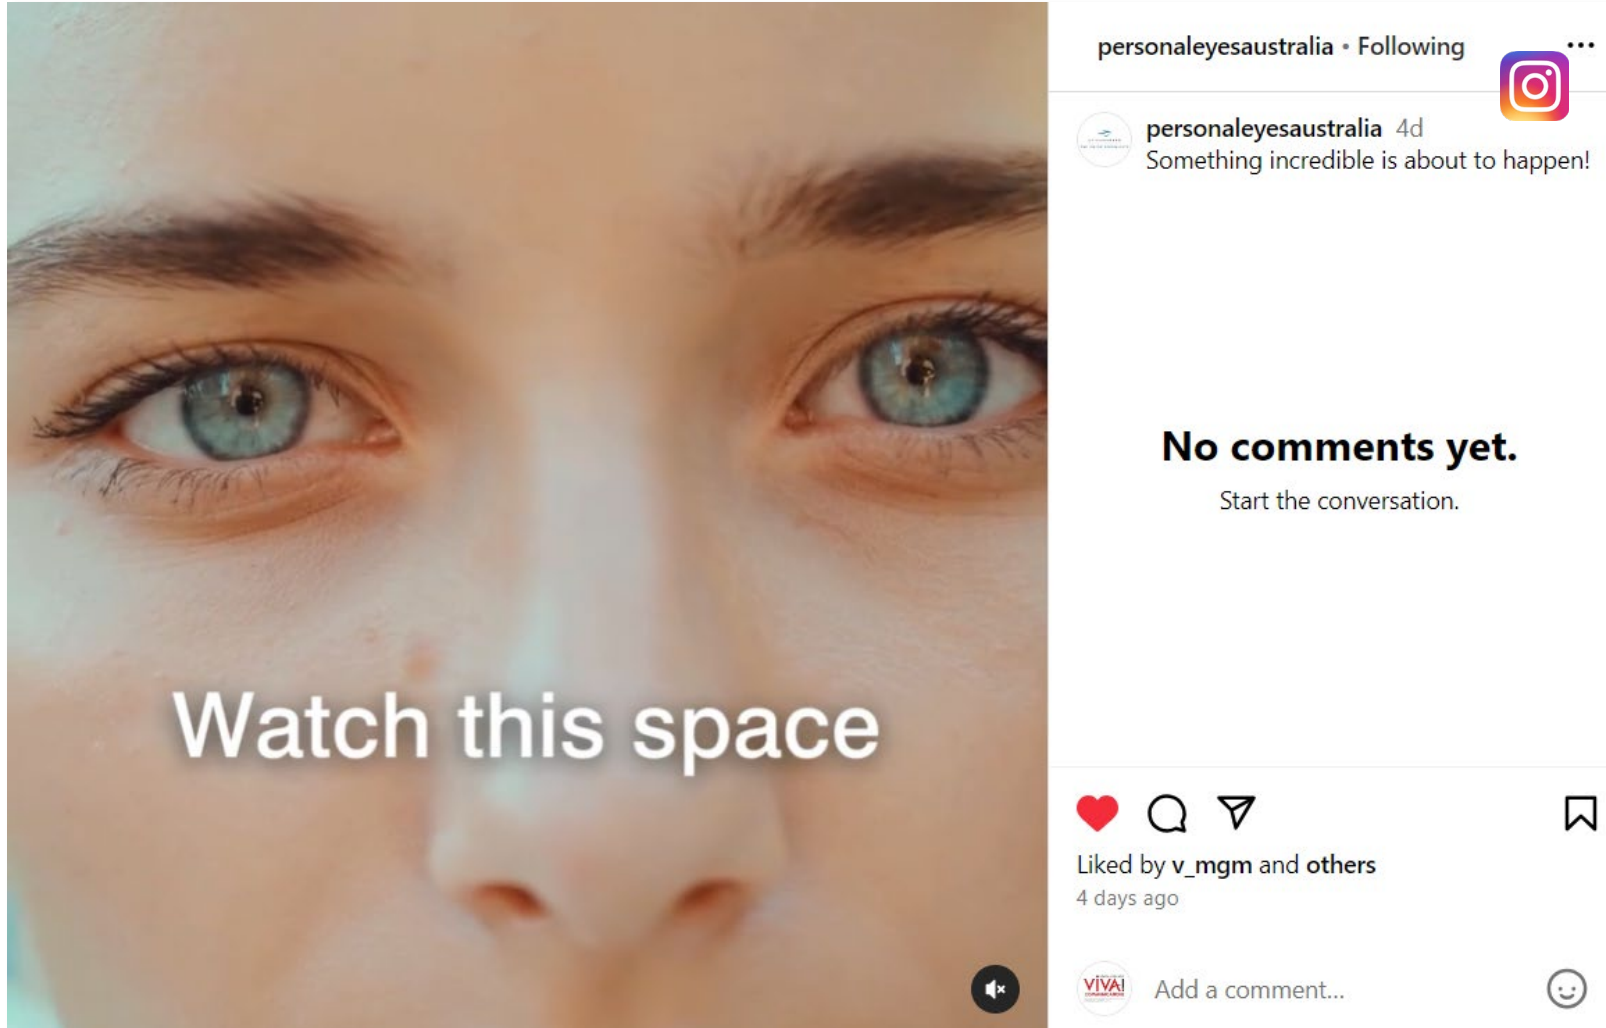 personaleyesaustralia • Following
personaleyesaustralia 4d
Something incredible is about to happen!
No comments yet.
Start the conversation.
Watch this space
Liked by v_mgm and others
4 days ago
VIVA!
Add a comment...